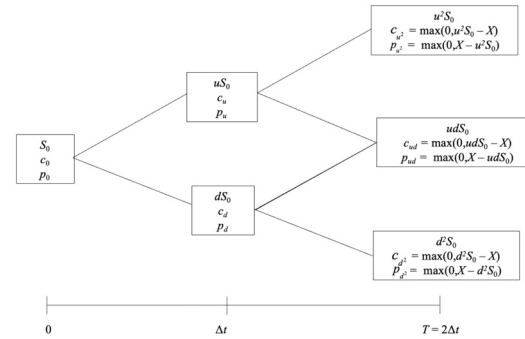 u²S₀
c_u² = max(0,u²S₀ – X)
p_u² = max(0,X – u²S₀)
uS₀
c_u
p_u
S₀
c₀
p₀
udS₀
c_ud = max(0,udS₀ – X)
p_ud = max(0,X – udS₀)
dS₀
c_d
p_d
d²S₀
c_d² = max(0,d²S₀ – X)
p_d² = max(0,X – d²S₀)
0
Δt
T = 2Δt